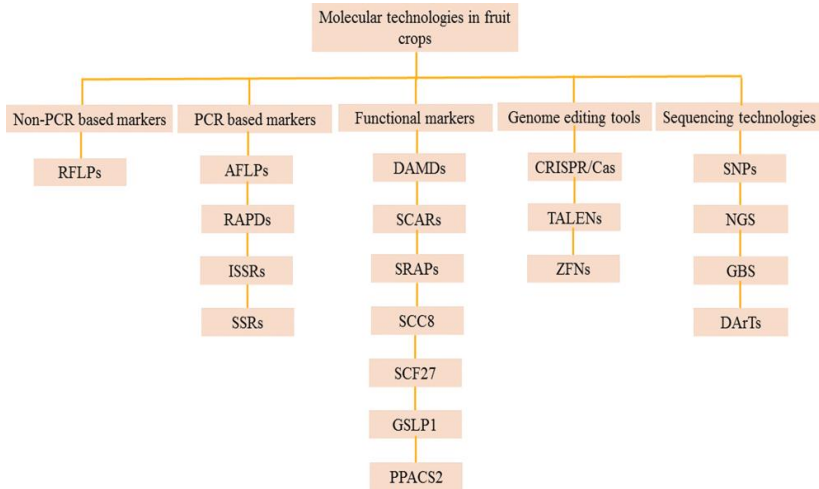 Molecular technologies in fruit
crops
Non-PCR based markers
PCR based markers
Functional markers
Genome editing tools
Sequencing technologies
RFLPs
AFLPs
DAMDs
CRISPR/Cas
SNPs
RAPDs
SCARs
TALENs
NGS
ISSRs
SRAPs
ZFNs
GBS
SSRs
SCC8
DArTs
SCF27
GSLP1
PPACS2